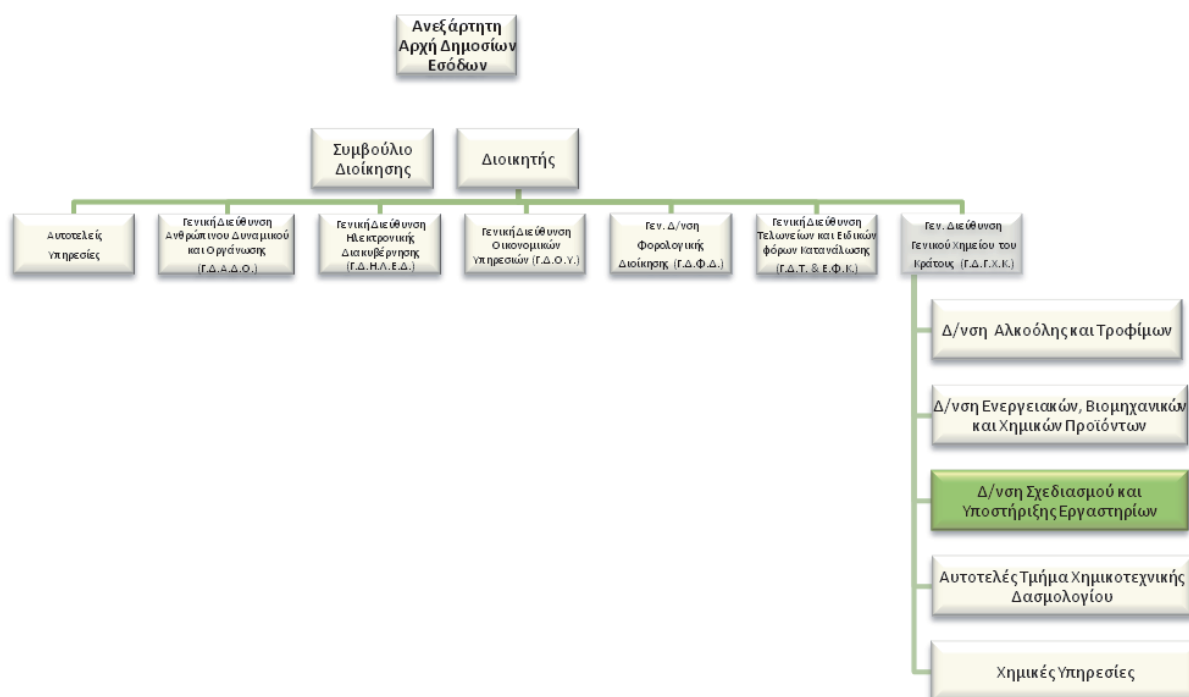 Ανεξάρτητη
Αρχή Δημοσίων
Εσόδων
Συμβούλιο
Διοίκησης
Διοικητής
Αυτοτελείς
Υπηρεσίες
Γενική Διεύθυνση
Ανθρώπινου Δυναμικού
και Οργάνωσης
(Γ.Δ.Α.Δ.Ο.)
Γενική Διεύθυνση
Ηλεκτρονικής
Διακυβέρνησης
(Γ.Δ.Η.Λ.Ε.Δ.)
Γενική Διεύθυνση
Οικονομικών
Υπηρεσιών (Γ.Δ.Ο.Υ.)
Γεν. Δ/νση
Φορολογικής
Διοίκησης (Γ.Δ.Φ.Δ.)
Γενική Διεύθυνση
Τελωνείων και Ειδικών
φόρων Κατανάλωσης
(Γ.Δ.Τ. & Ε.Φ.Κ.)
Γεν. Διεύθυνση
Γενικού Χημείου του
Κράτους (Γ.Δ.Γ.Χ.Κ.)
Δ/νση Αλκοόλης και Τροφίμων
Δ/νση Ενεργειακών, Βιομηχανικών
και Χημικών Προϊόντων
Δ/νση Σχεδιασμού και
Υποστήριξης Εργαστηρίων
Αυτοτελές Τμήμα Χημικοτεχνικής
Δασμολογίου
Χημικές Υπηρεσίες